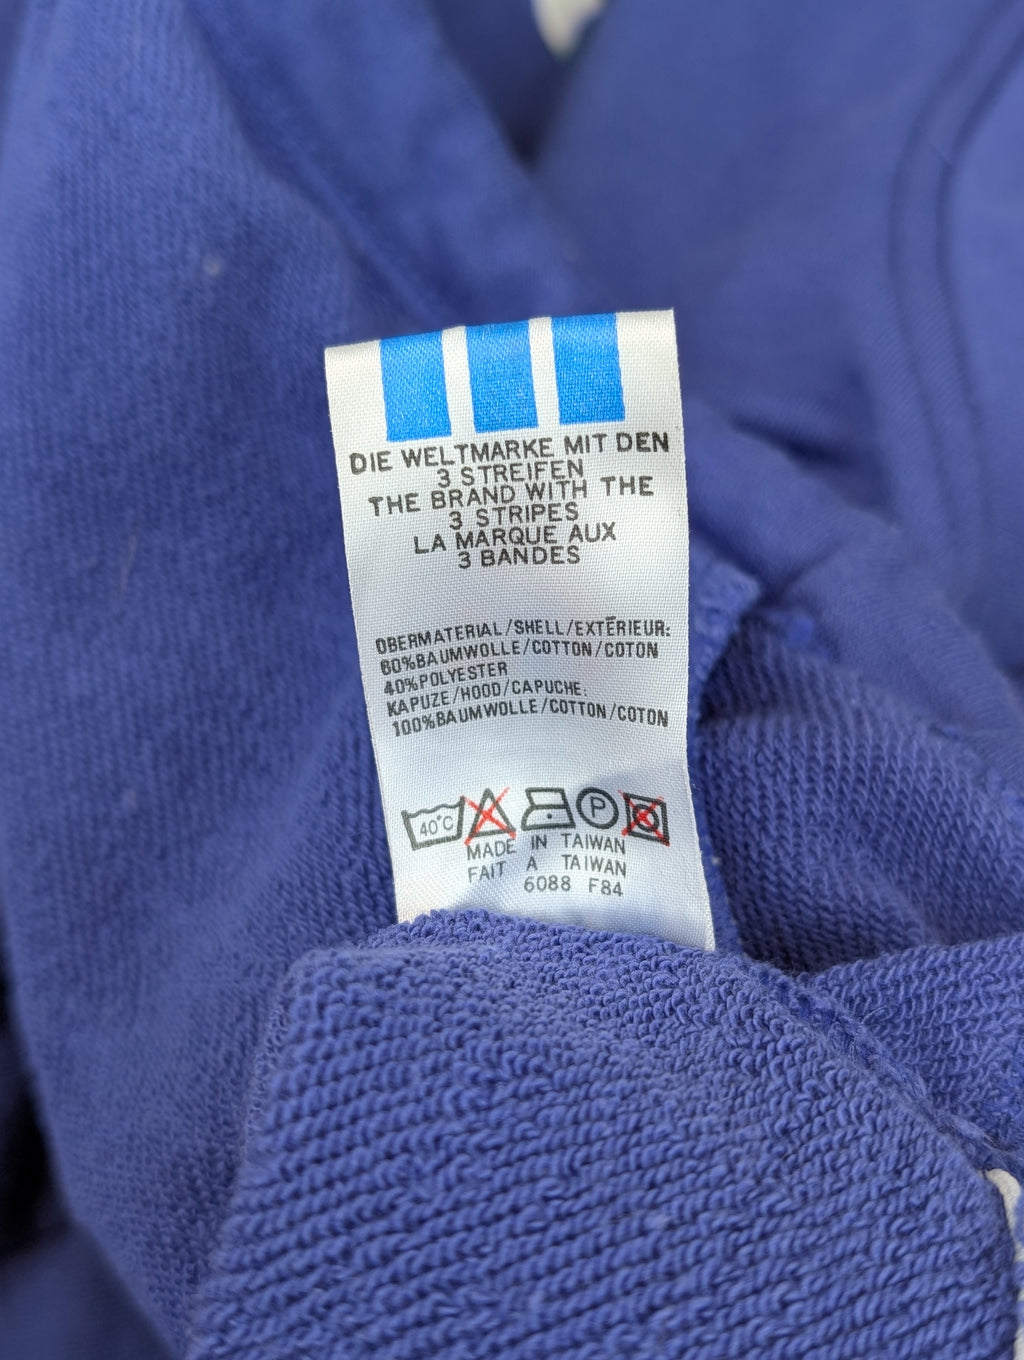 DIE WELTMARKE MIT DEN
3 STREIFEN
THE BRAND WITH THE
3 STRIPES
LA MARQUE AUX
3 BANDES
OBERMATERIAL/SHELL/EXTĒRIEUR:
60%BAUMWOLLE/COTTON/COTON
40%POLYESTER
KAPUZE/HOOD/CAPUCHE:
100%BAUMWOLLE/COTTON/COTON
40°C P
MADE IN TAIWAN
FAIT A TAIWAN
6088 F84